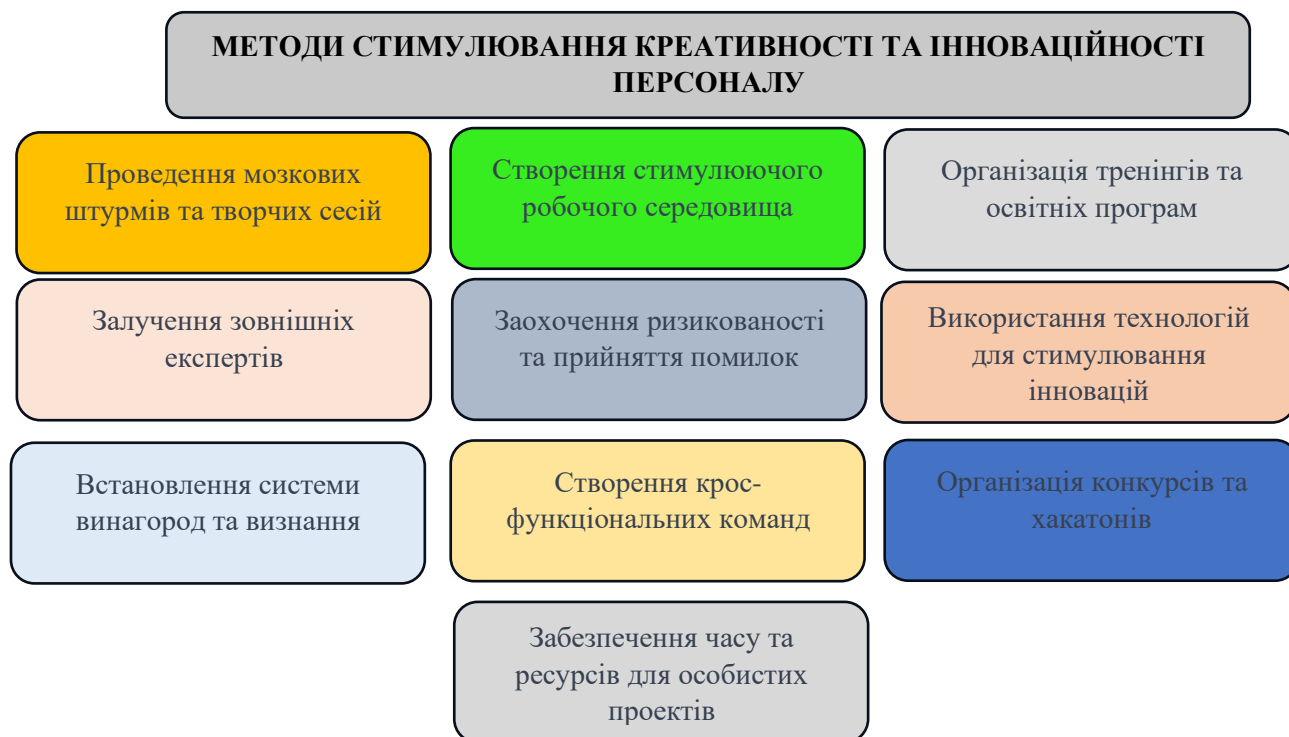 МЕТОДИ СТИМУЛЮВАННЯ КРЕАТИВНОСТІ ТА ІННОВАЦІЙНОСТІ
ПЕРСОНАЛУ
Проведення мозкових
штурмів та творчих сесій
Створення стимулюючого
робочого середовища
Організація тренінгів та
освітніх програм
Залучення зовнішніх
експертів
Заохочення ризикованості
та прийняття помилок
Використання технологій
для стимулювання
інновацій
Встановлення системи
винагород та визнання
Створення крос-
функціональних команд
Організація конкурсів та
хакатонів
Забезпечення часу та
ресурсів для особистих
проектів